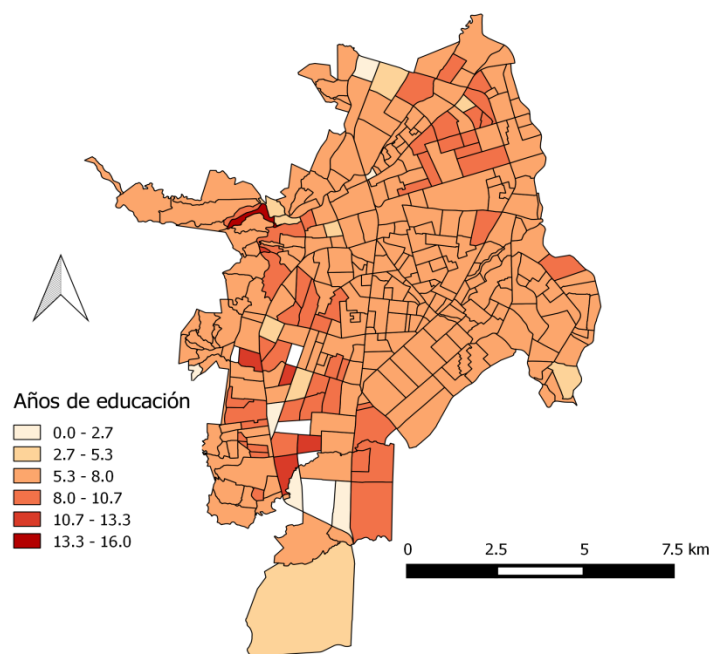 Años de educación
0.0 - 2.7
2.7 - 5.3
5.3 - 8.0
8.0 - 10.7
10.7 - 13.3
13.3 - 16.0
0 2.5 5 7.5 km